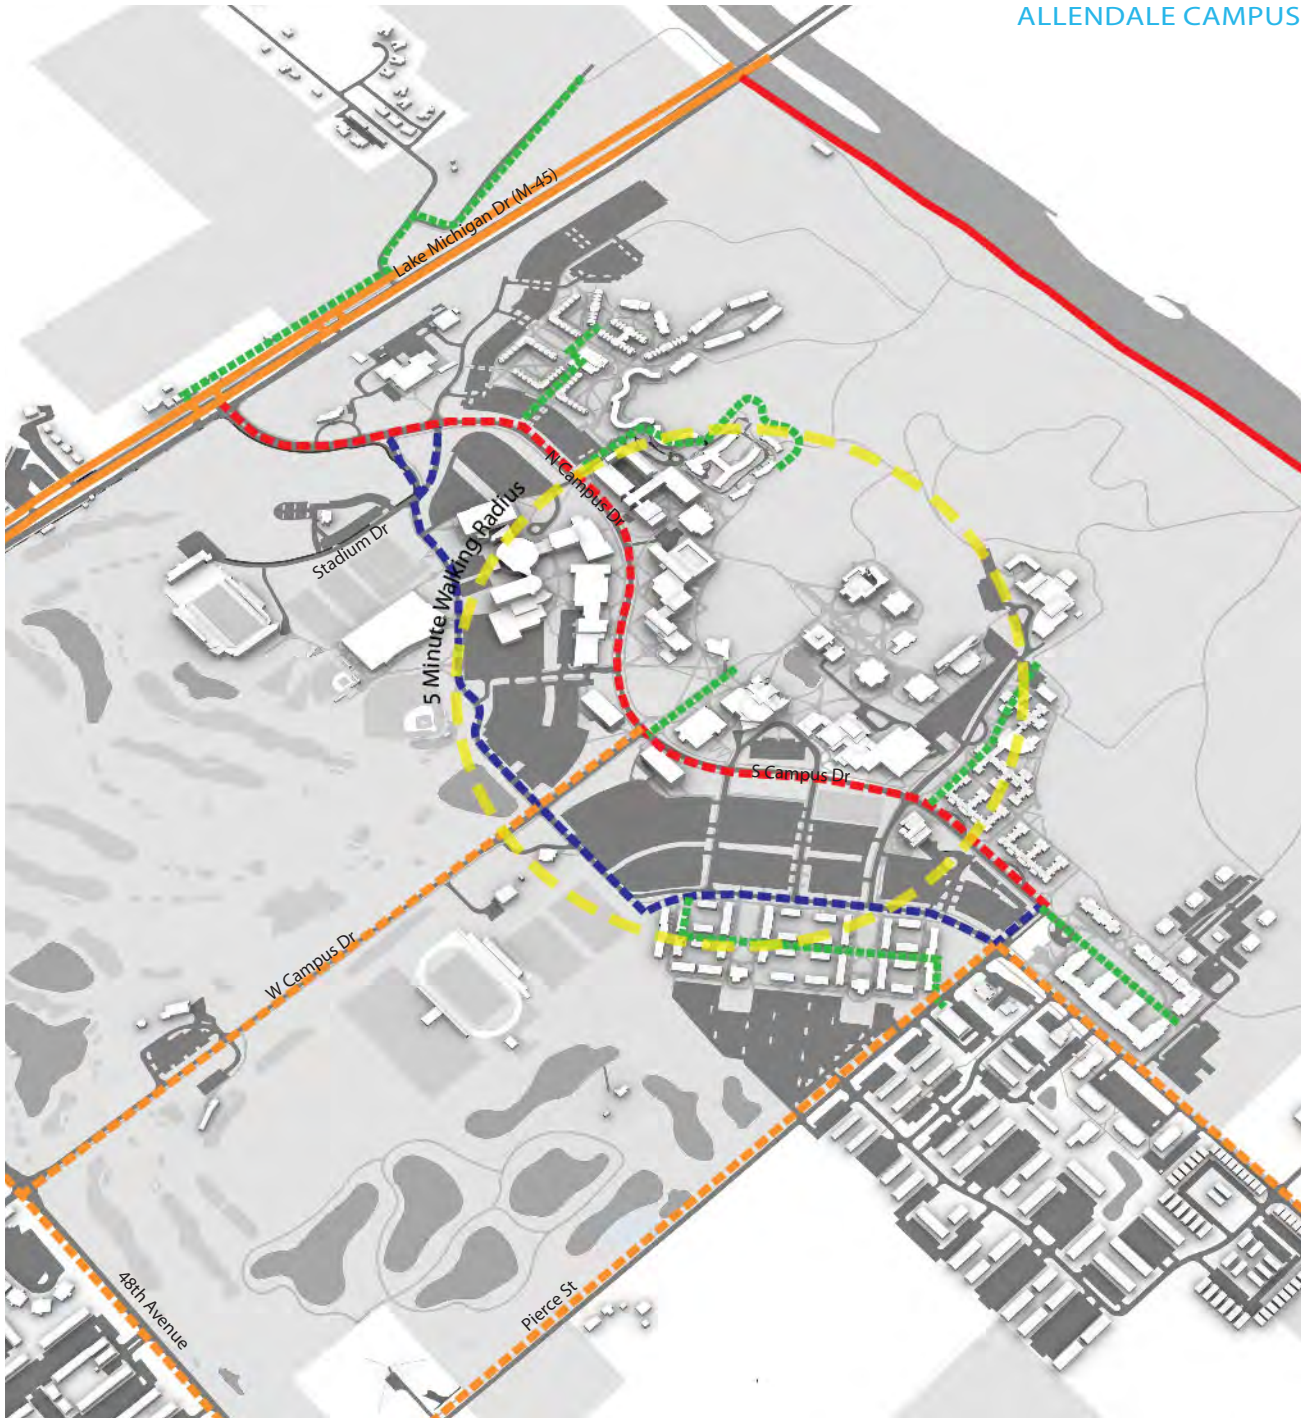 ALLENDALE CAMPUS
Lake Michigan Dr (M-45)
N Campus Dr
5 Minute Walking Radius
Stadium Dr
S Campus Dr
W Campus Dr
48th Avenue
Pierce St